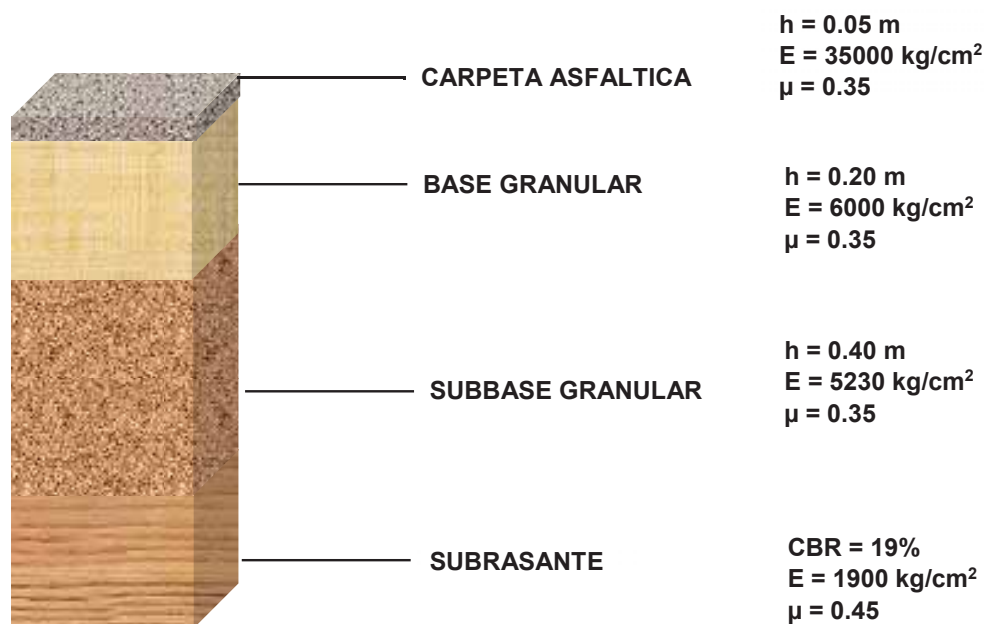 h = 0.05 m
E = 35000 kg/cm²
µ = 0.35
CARPETA ASFALTICA
BASE GRANULAR
h = 0.20 m
E = 6000 kg/cm²
µ = 0.35
h = 0.40 m
E = 5230 kg/cm²
µ = 0.35
SUBBASE GRANULAR
SUBRASANTE
CBR = 19%
E = 1900 kg/cm²
µ = 0.45